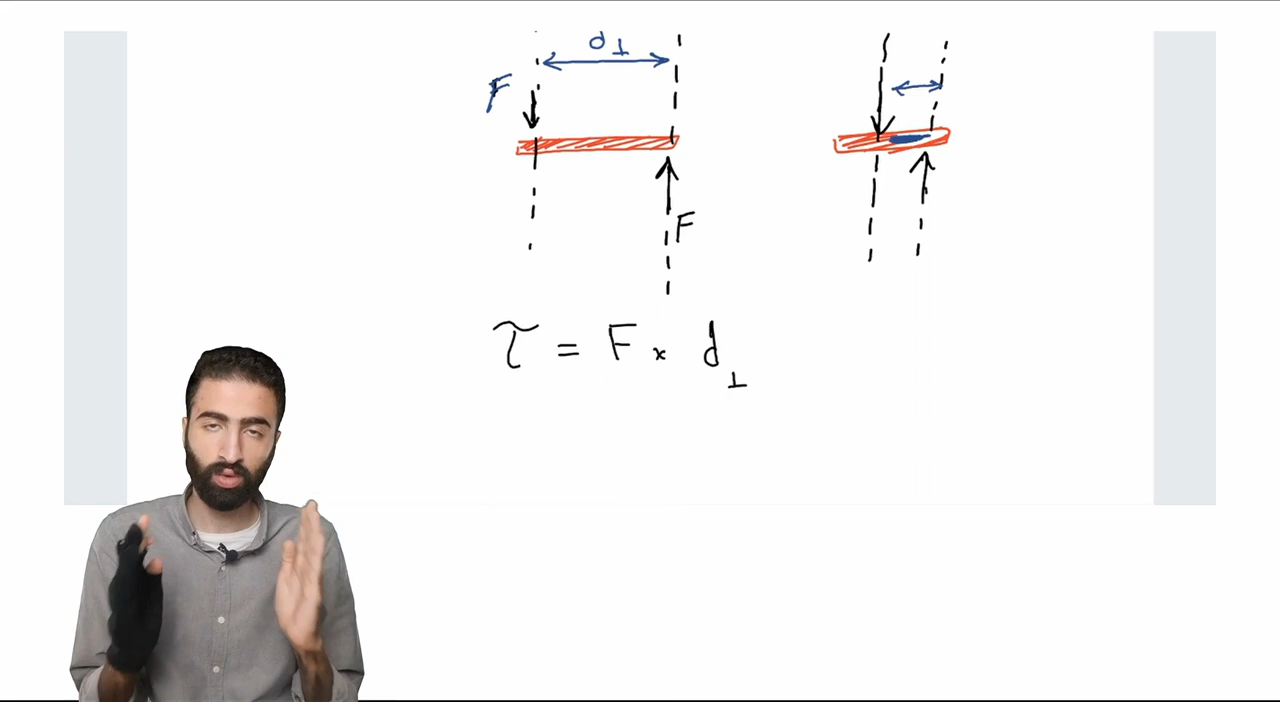 d⊥
F
F
τ = F × d⊥